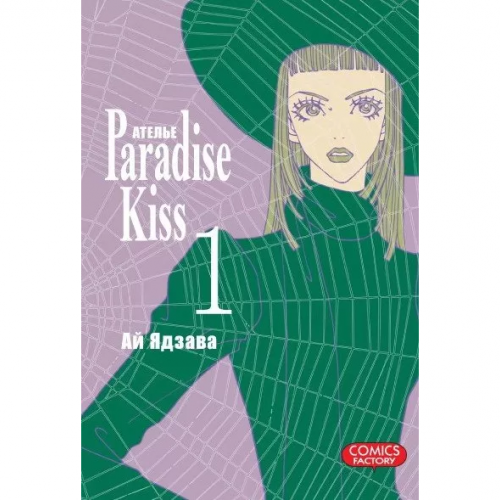 АТЕЛЬЕ
Paradise
Kiss
1
Ай Ядзава
COMICS
FACTORY